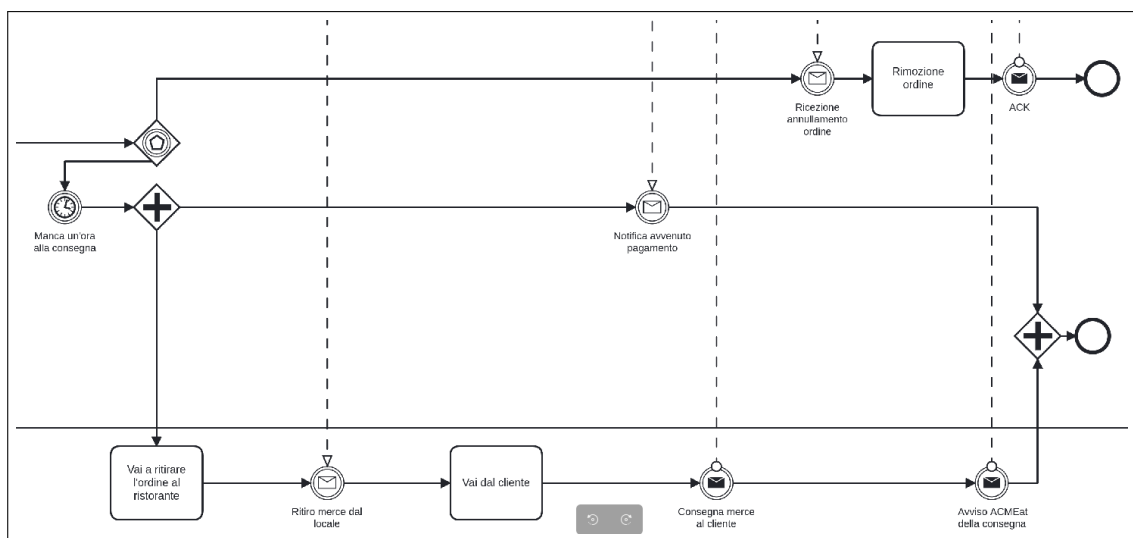 Rimozione
ordine
Ricezione
annullamento
ordine
ACK
Manca un'ora
alla consegna
Notifica avvenuto
pagamento
Vai a ritirare
l'ordine al
ristorante
Ritiro merce dal
locale
Vai dal cliente
Consegna merce
al cliente
Avviso ACMEat
della consegna